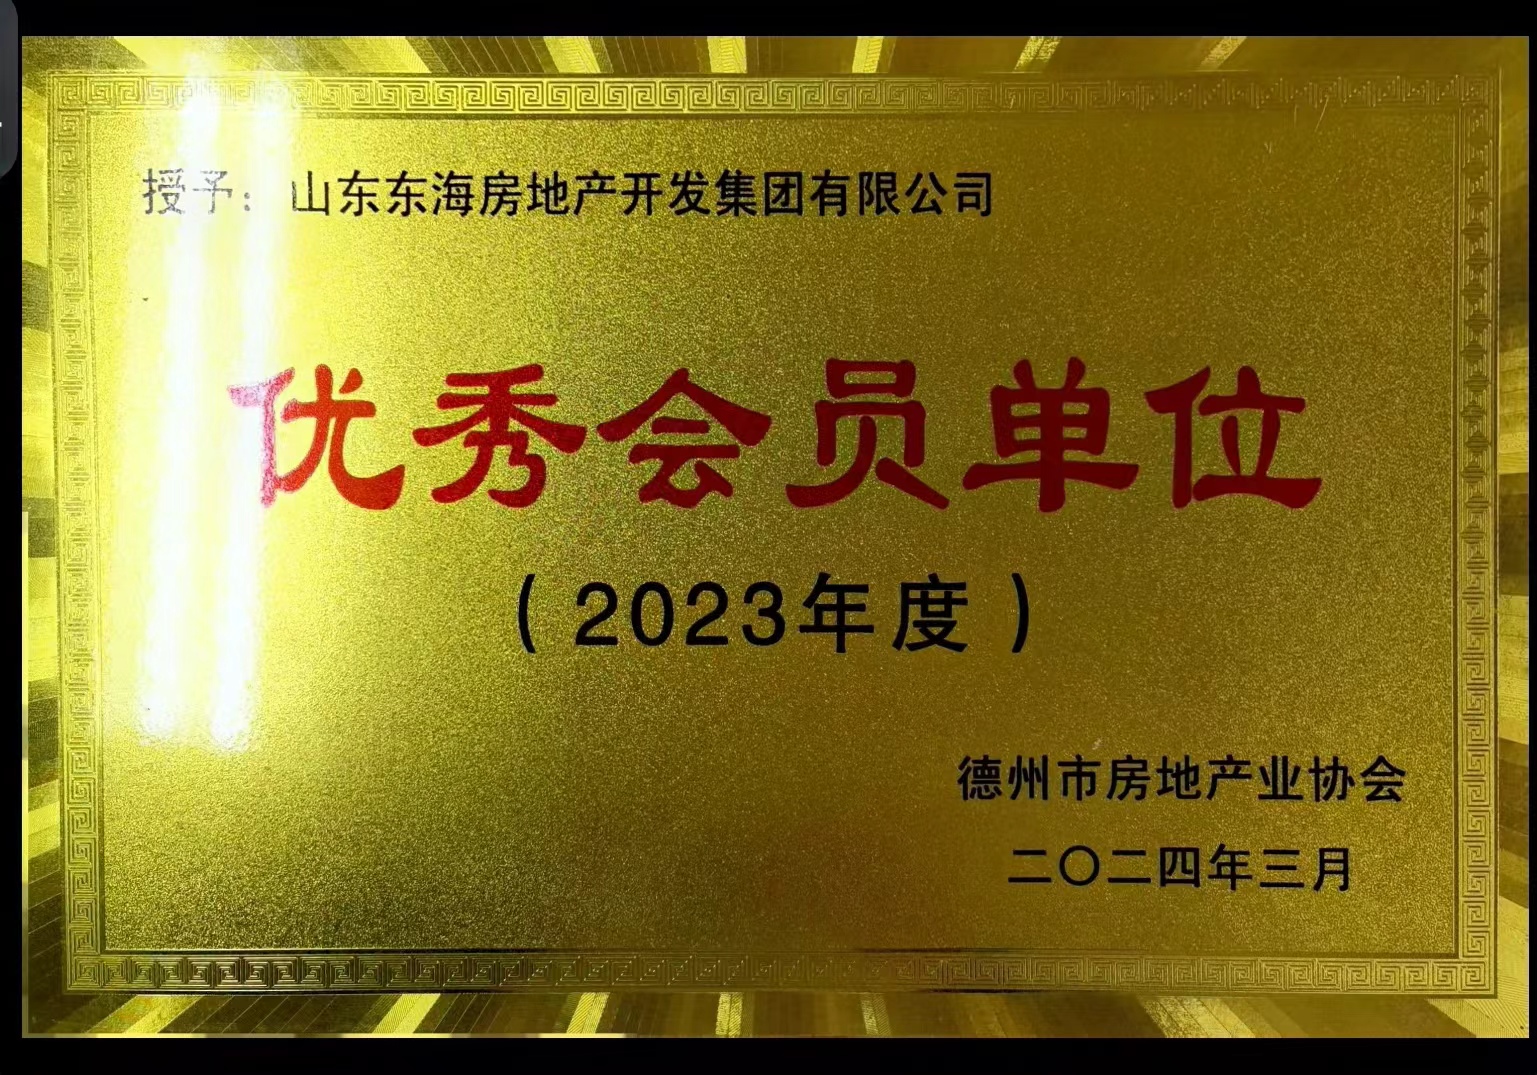 授予：山东东海房地产开发集团有限公司
优秀会员单位
（2023年度）
德州市房地产业协会
二〇二四年三月